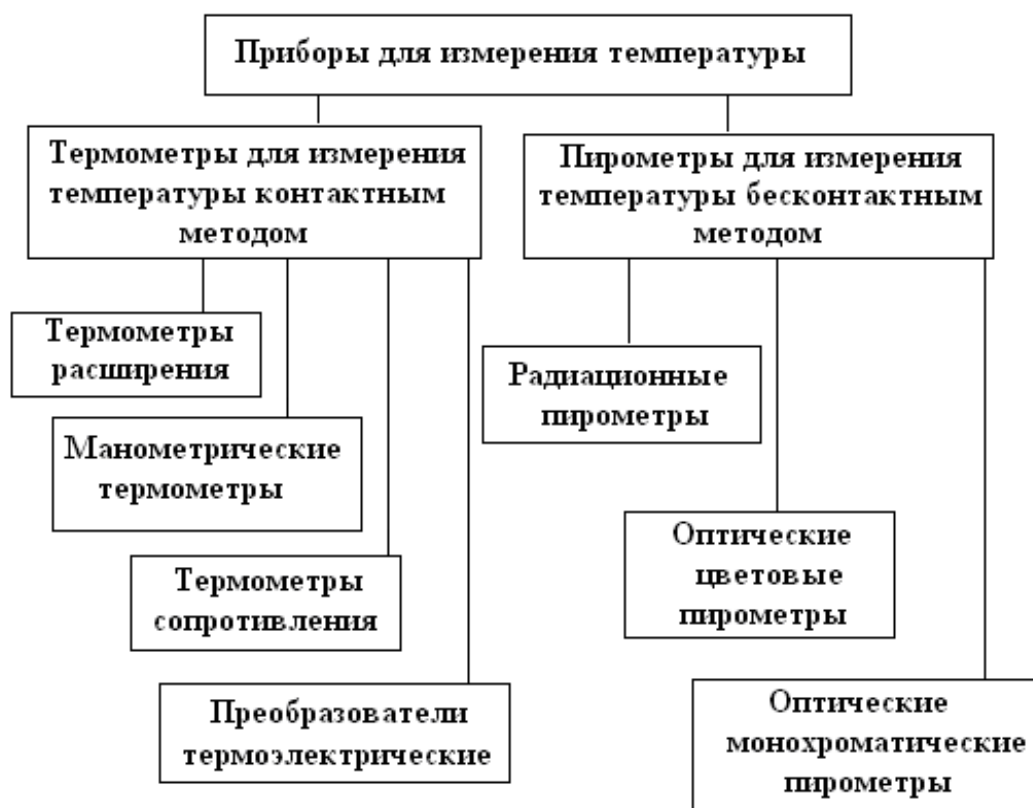 Приборы для измерения температуры
Термометры для измерения
температуры контактным
методом
Пирометры для измерения
температуры бесконтактным
методом
Термометры
расширения
Манометрические
термометры
Термометры
сопротивления
Преобразователи
термоэлектрические
Радиационные
пирометры
Оптические
цветовые
пирометры
Оптические
монохроматические
пирометры